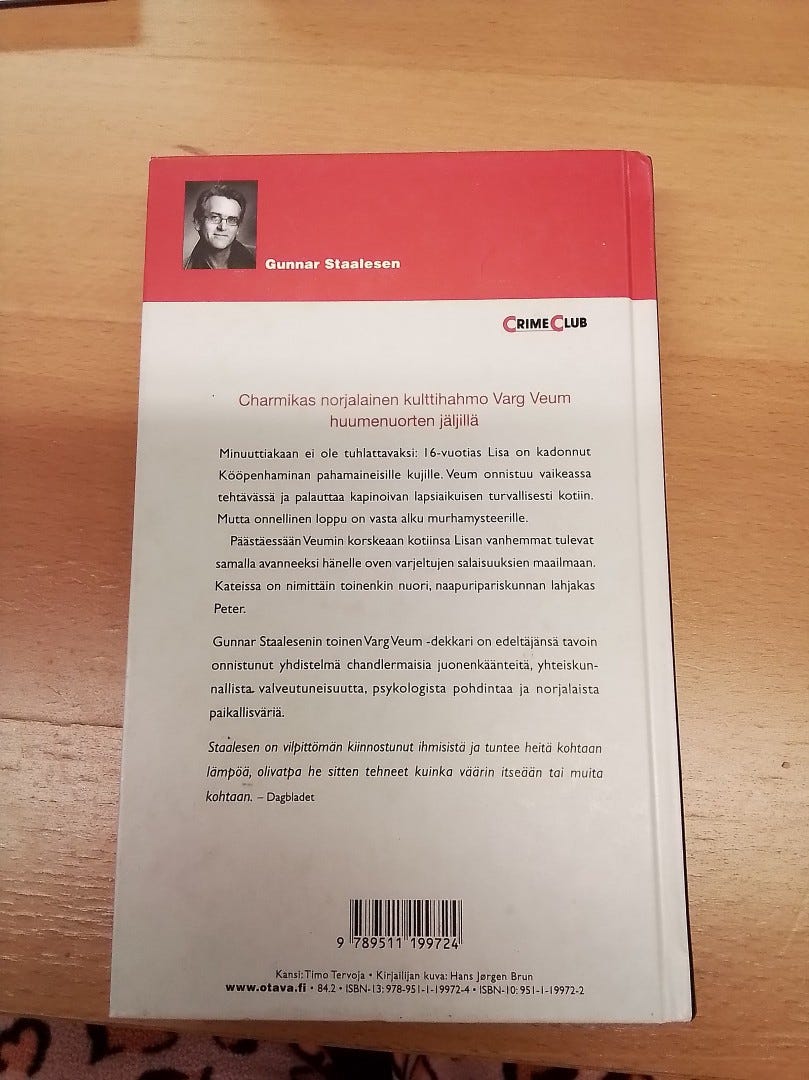 Gunnar Staalesen
CRIME CLUB
Charmikas norjalainen kulttihahmo Varg Veum
huumenuorten jäljillä
Minuuttiakaan ei ole tuhlattavaksi: 16-vuotias Lisa on kadonnut
Kööpenhaminan pahamaineisille kujille. Veum onnistuu vaikeassa
tehtävässä ja palauttaa kapinoivan lapsiaikuisen turvallisesti kotiin.
Mutta onnellinen loppu on vasta alku murhamysteerille.
Päästäessään Veumin korskeaan kotiinsa Lisan vanhemmat tulevat
samalla avanneeksi hänelle oven varjeltujen salaisuuksien maailmaan.
Kateissa on nimittäin toinenkin nuori, naapuripariskunnan lahjakas
Peter.
Gunnar Staalesenin toinen Varg Veum -dekkari on edeltäjänsä tavoin
onnistunut yhdistelmä chandlermaisia juonenkäänteitä, yhteiskun-
nallista valveutuneisuutta, psykologista pohdintaa ja norjalaista
paikallisväriä.
Staalesen on vilpittömän kiinnostunut ihmisistä ja tuntee heitä kohtaan
lämpöä, olivatpa he sitten tehneet kuinka väärin itseään tai muita
kohtaan. – Dagbladet
9 789511 199724
Kansi: Timo Tervoja • Kirjailijan kuva: Hans Jørgen Brun
www.otava.fi • 84.2 • ISBN-13: 978-951-1-19972-4 • ISBN-10: 951-1-19972-2